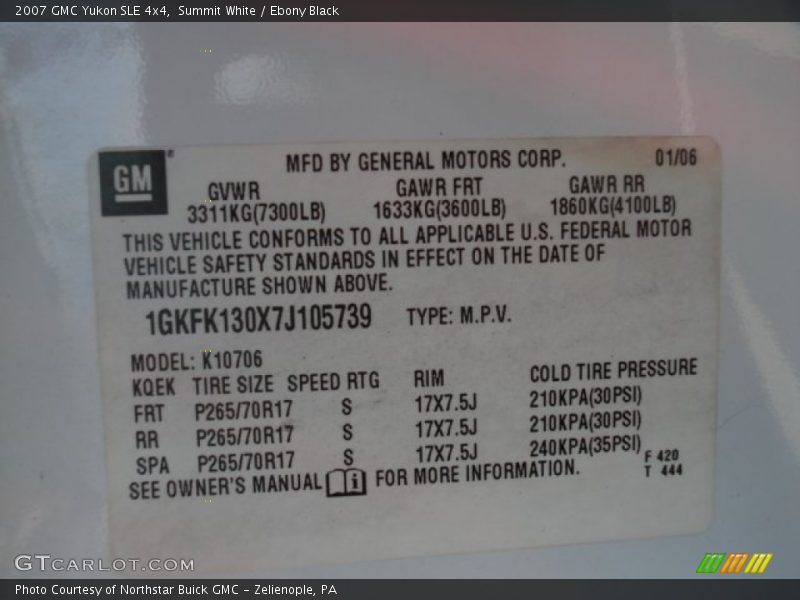 2007 GMC Yukon SLE 4x4,  Summit White / Ebony Black
GM
MFD BY GENERAL MOTORS CORP. 01/06
GVWR GAWR FRT GAWR RR
3311KG(7300LB) 1633KG(3600LB) 1860KG(4100LB)
THIS VEHICLE CONFORMS TO ALL APPLICABLE U.S. FEDERAL MOTOR
VEHICLE SAFETY STANDARDS IN EFFECT ON THE DATE OF
MANUFACTURE SHOWN ABOVE.
1GKFK130X7J105739 TYPE: M.P.V.
MODEL: K10706
KQEK TIRE SIZE SPEED RTG RIM COLD TIRE PRESSURE
FRT P265/70R17 S 17X7.5J 210KPA(30PSI)
RR P265/70R17 S 17X7.5J 210KPA(30PSI)
SPA P265/70R17 S 17X7.5J 240KPA(35PSI)
SEE OWNER'S MANUAL i FOR MORE INFORMATION.
F 420
T 444
GTCARLOT.COM
Photo Courtesy of Northstar Buick GMC - Zelienople, PA